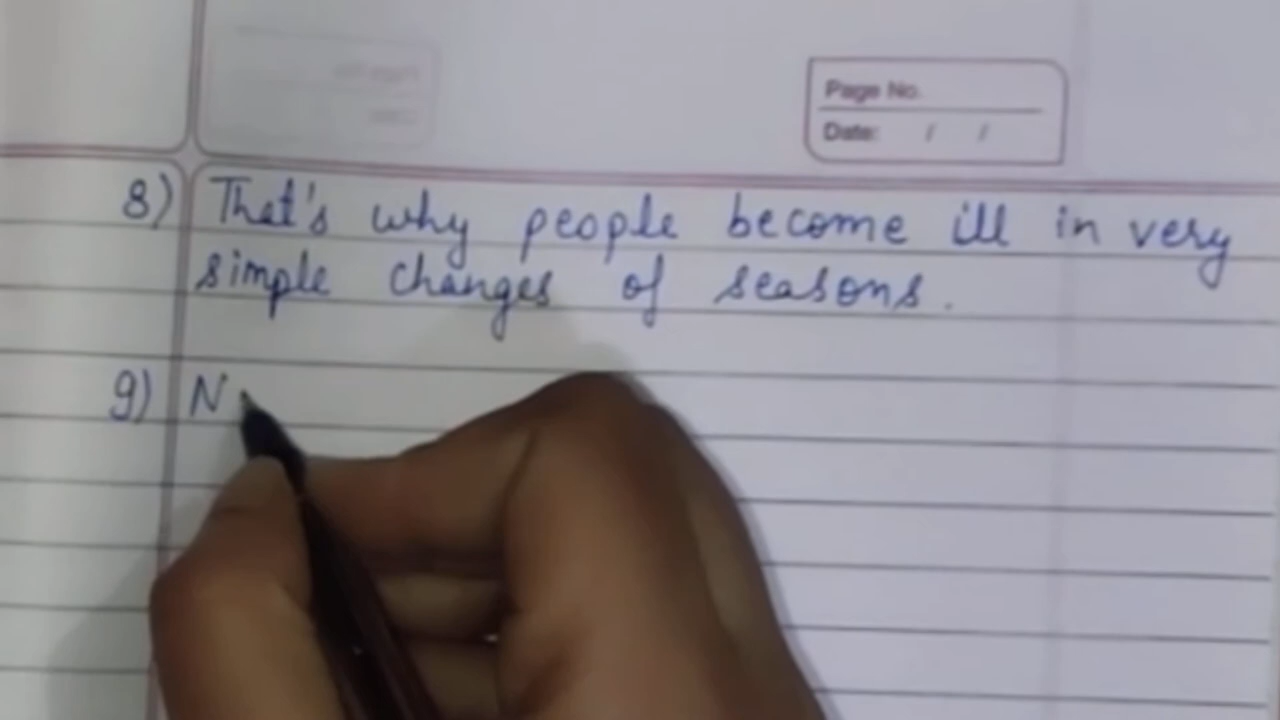 Page No.
Date: / /
8) That's why people become ill in very
simple changes of seasons.
9) N